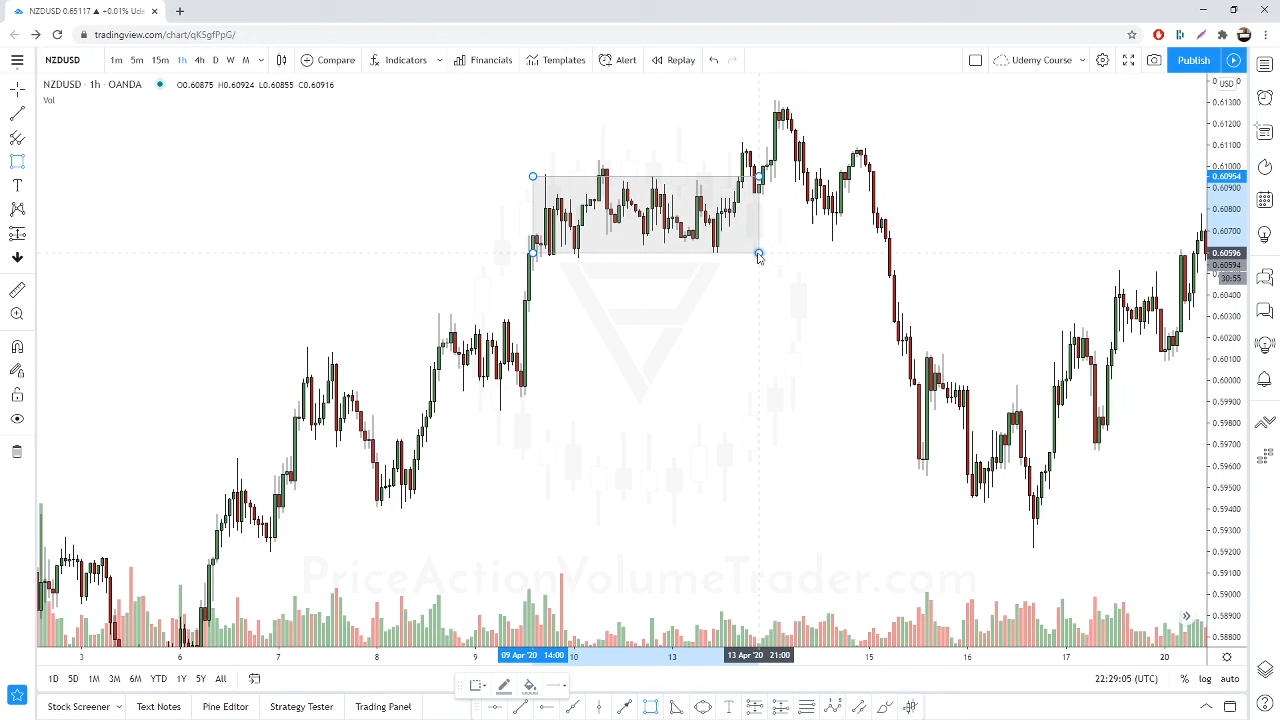 NZDUSD 0.65117 ▲ +0.01% Ude
tradingview.com/chart/qK5gfPpG/
NZDUSD 1m 5m 15m 1h 4h D W M Compare Indicators Financials Templates Alert Replay Udemy Course Publish
NZDUSD · 1h · OANDA O0.60875 H0.60924 L0.60855 C0.60916
Vol
USD
0.61300
0.61200
0.61100
0.61000
0.60954
0.60900
0.60800
0.60700
0.60596
0.60594
30:55
0.60400
0.60300
0.60200
0.60100
0.60000
0.59900
0.59800
0.59700
0.59600
0.59500
0.59400
0.59300
0.59200
0.59100
0.59000
0.58900
0.58800
PriceActionVolumeTrader.com
3 6 7 8 9 09 Apr '20 14:00 10 13 13 Apr '20 21:00 15 16 17 20
1D 5D 1M 3M 6M YTD 1Y 5Y All 22:29:05 (UTC) % log auto
Stock Screener Text Notes Pine Editor Strategy Tester Trading Panel